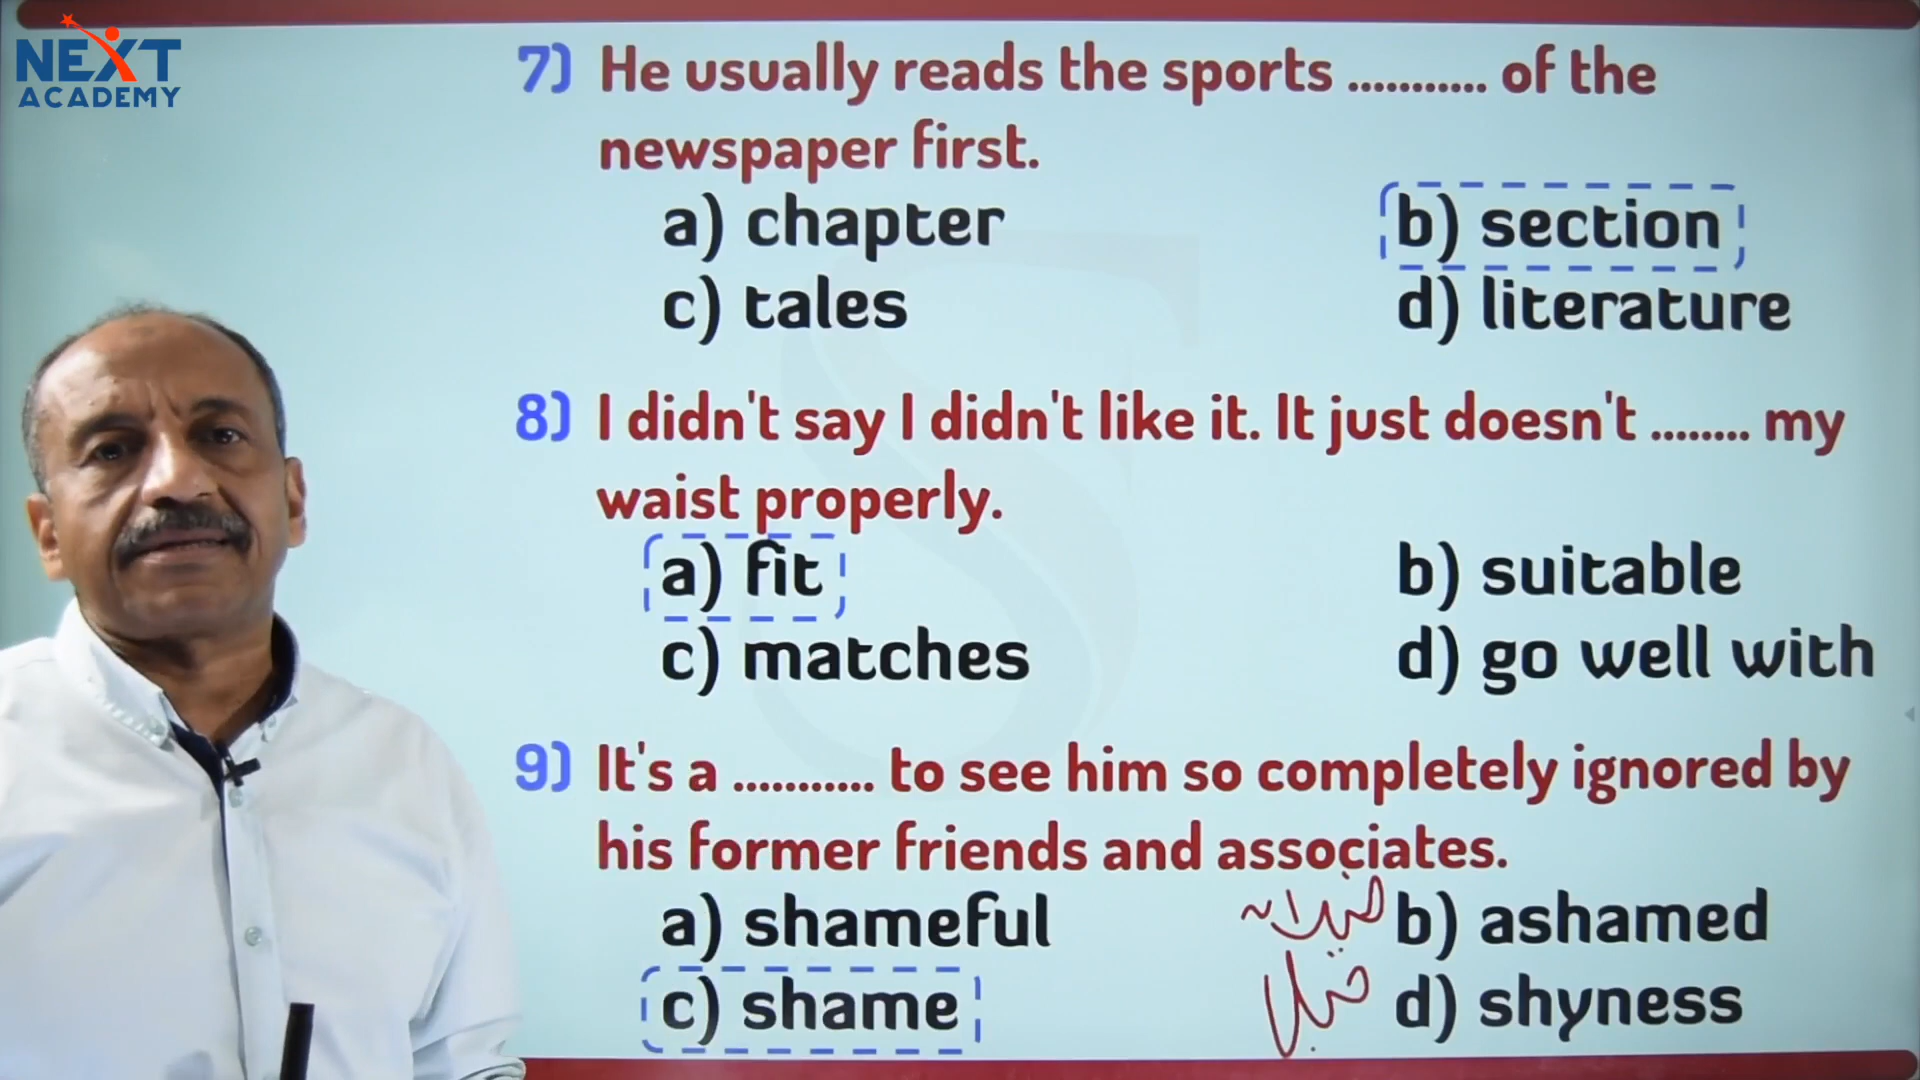 NEXT
ACADEMY
7) He usually reads the sports ........... of the
newspaper first.
a) chapter b) section
c) tales d) literature
8) I didn't say I didn't like it. It just doesn't ........ my
waist properly.
a) fit b) suitable
c) matches d) go well with
9) It's a ........... to see him so completely ignored by
his former friends and associates.
a) shameful b) ashamed
c) shame d) shyness